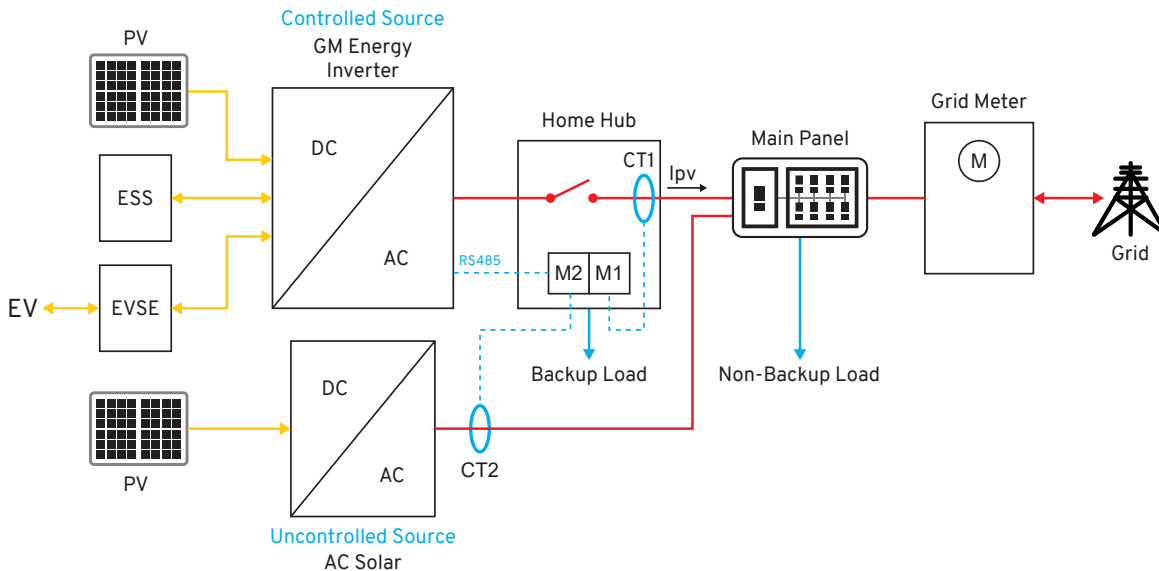 Controlled Source
GM Energy
Inverter
PV
DC
AC
ESS
EVSE
EV
RS485
Home Hub
CT1
M2
M1
Ipv
Backup Load
Main Panel
Non-Backup Load
Grid Meter
M
Grid
PV
DC
AC
CT2
Uncontrolled Source
AC Solar